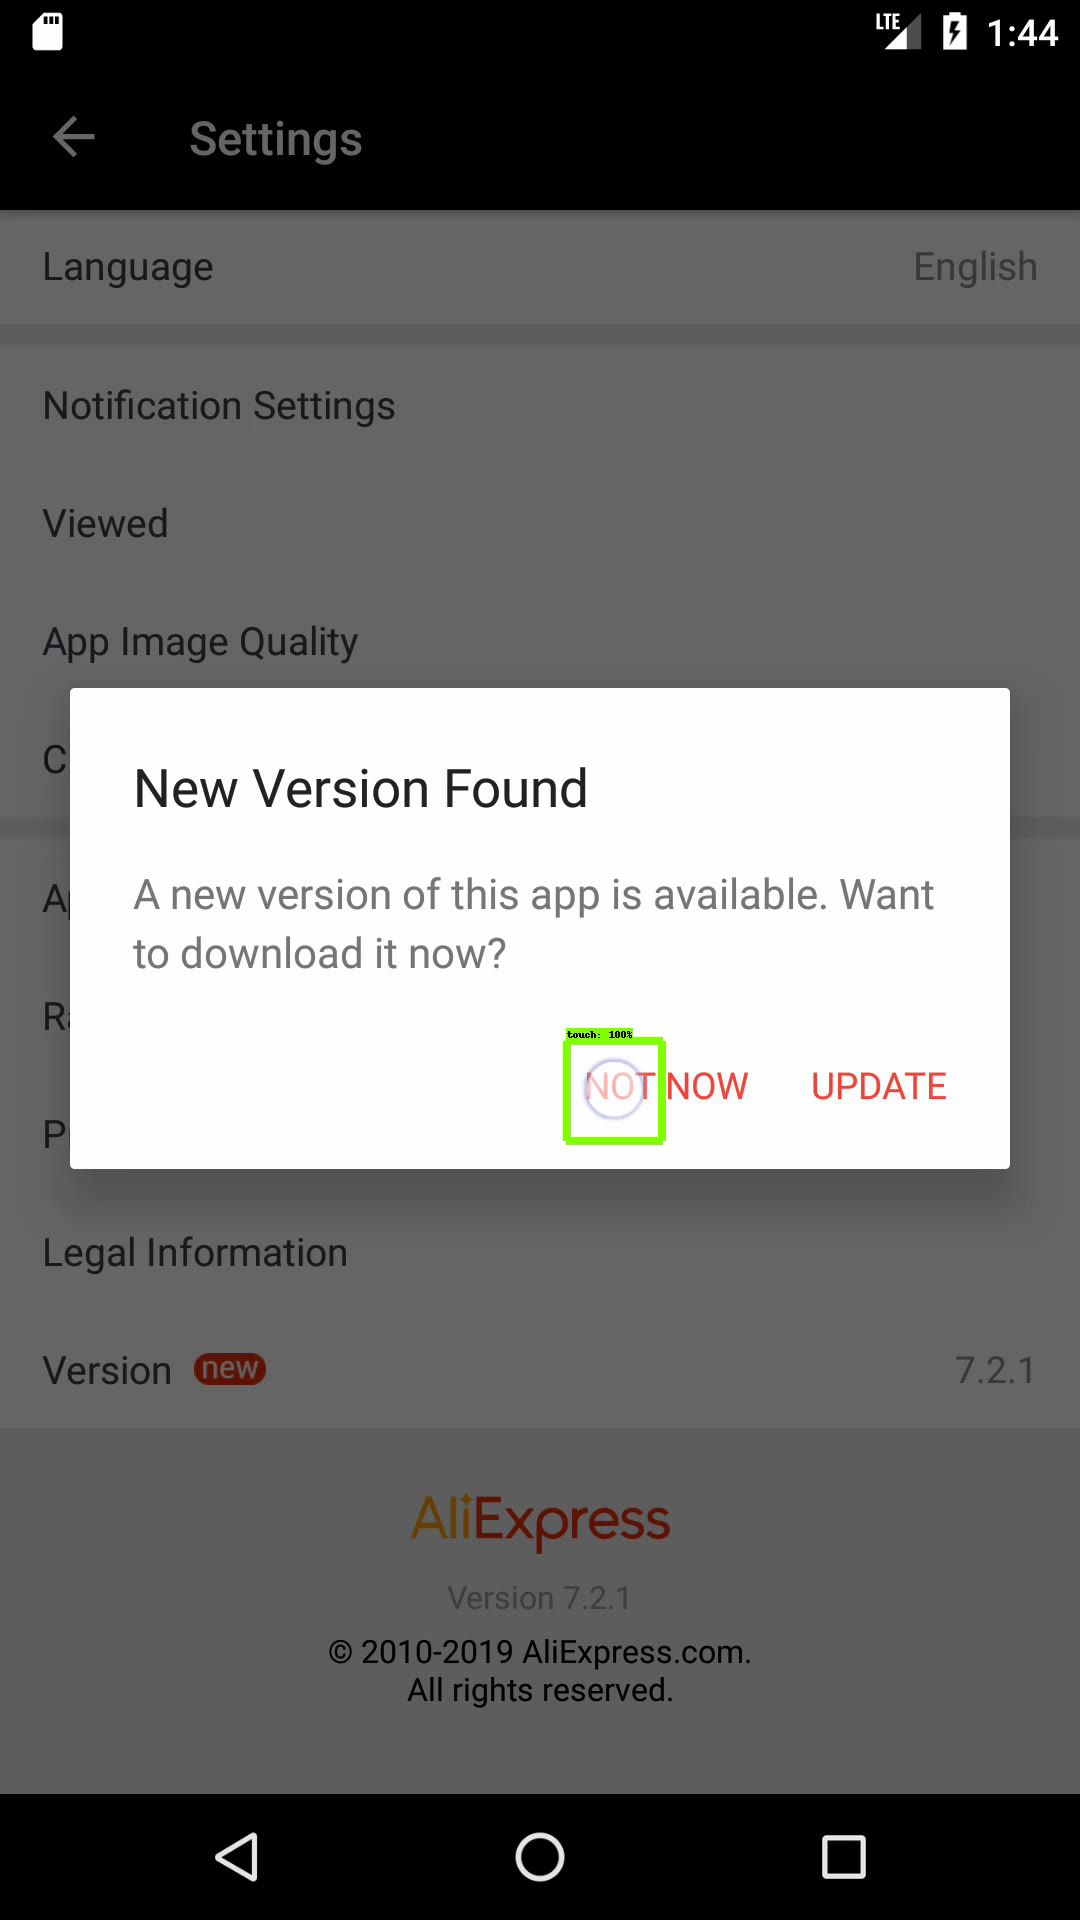 LTE 1:44
Settings
Language English
Notification Settings
Viewed
App Image Quality
C
New Version Found
A new version of this app is available. Want
to download it now?
touch: 100%
NOT NOW UPDATE
Legal Information
Version new 7.2.1
AliExpress
Version 7.2.1
© 2010-2019 AliExpress.com.
All rights reserved.